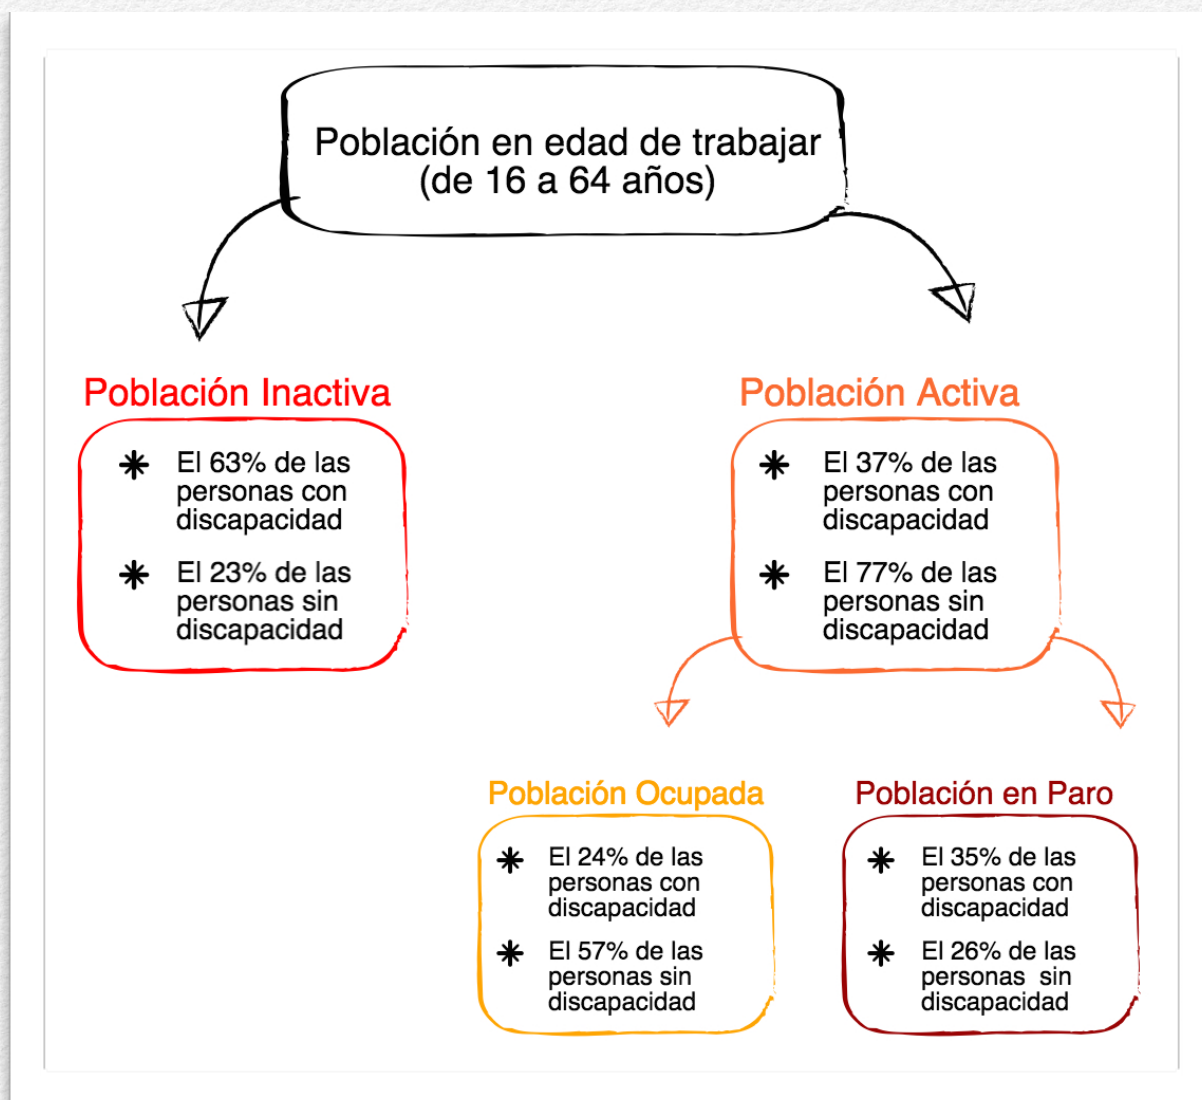 Población en edad de trabajar
(de 16 a 64 años)
Población Inactiva
El 63% de las
personas con
discapacidad
El 23% de las
personas sin
discapacidad
Población Activa
El 37% de las
personas con
discapacidad
El 77% de las
personas sin
discapacidad
Población Ocupada
El 24% de las
personas con
discapacidad
El 57% de las
personas sin
discapacidad
Población en Paro
El 35% de las
personas con
discapacidad
El 26% de las
personas  sin
discapacidad